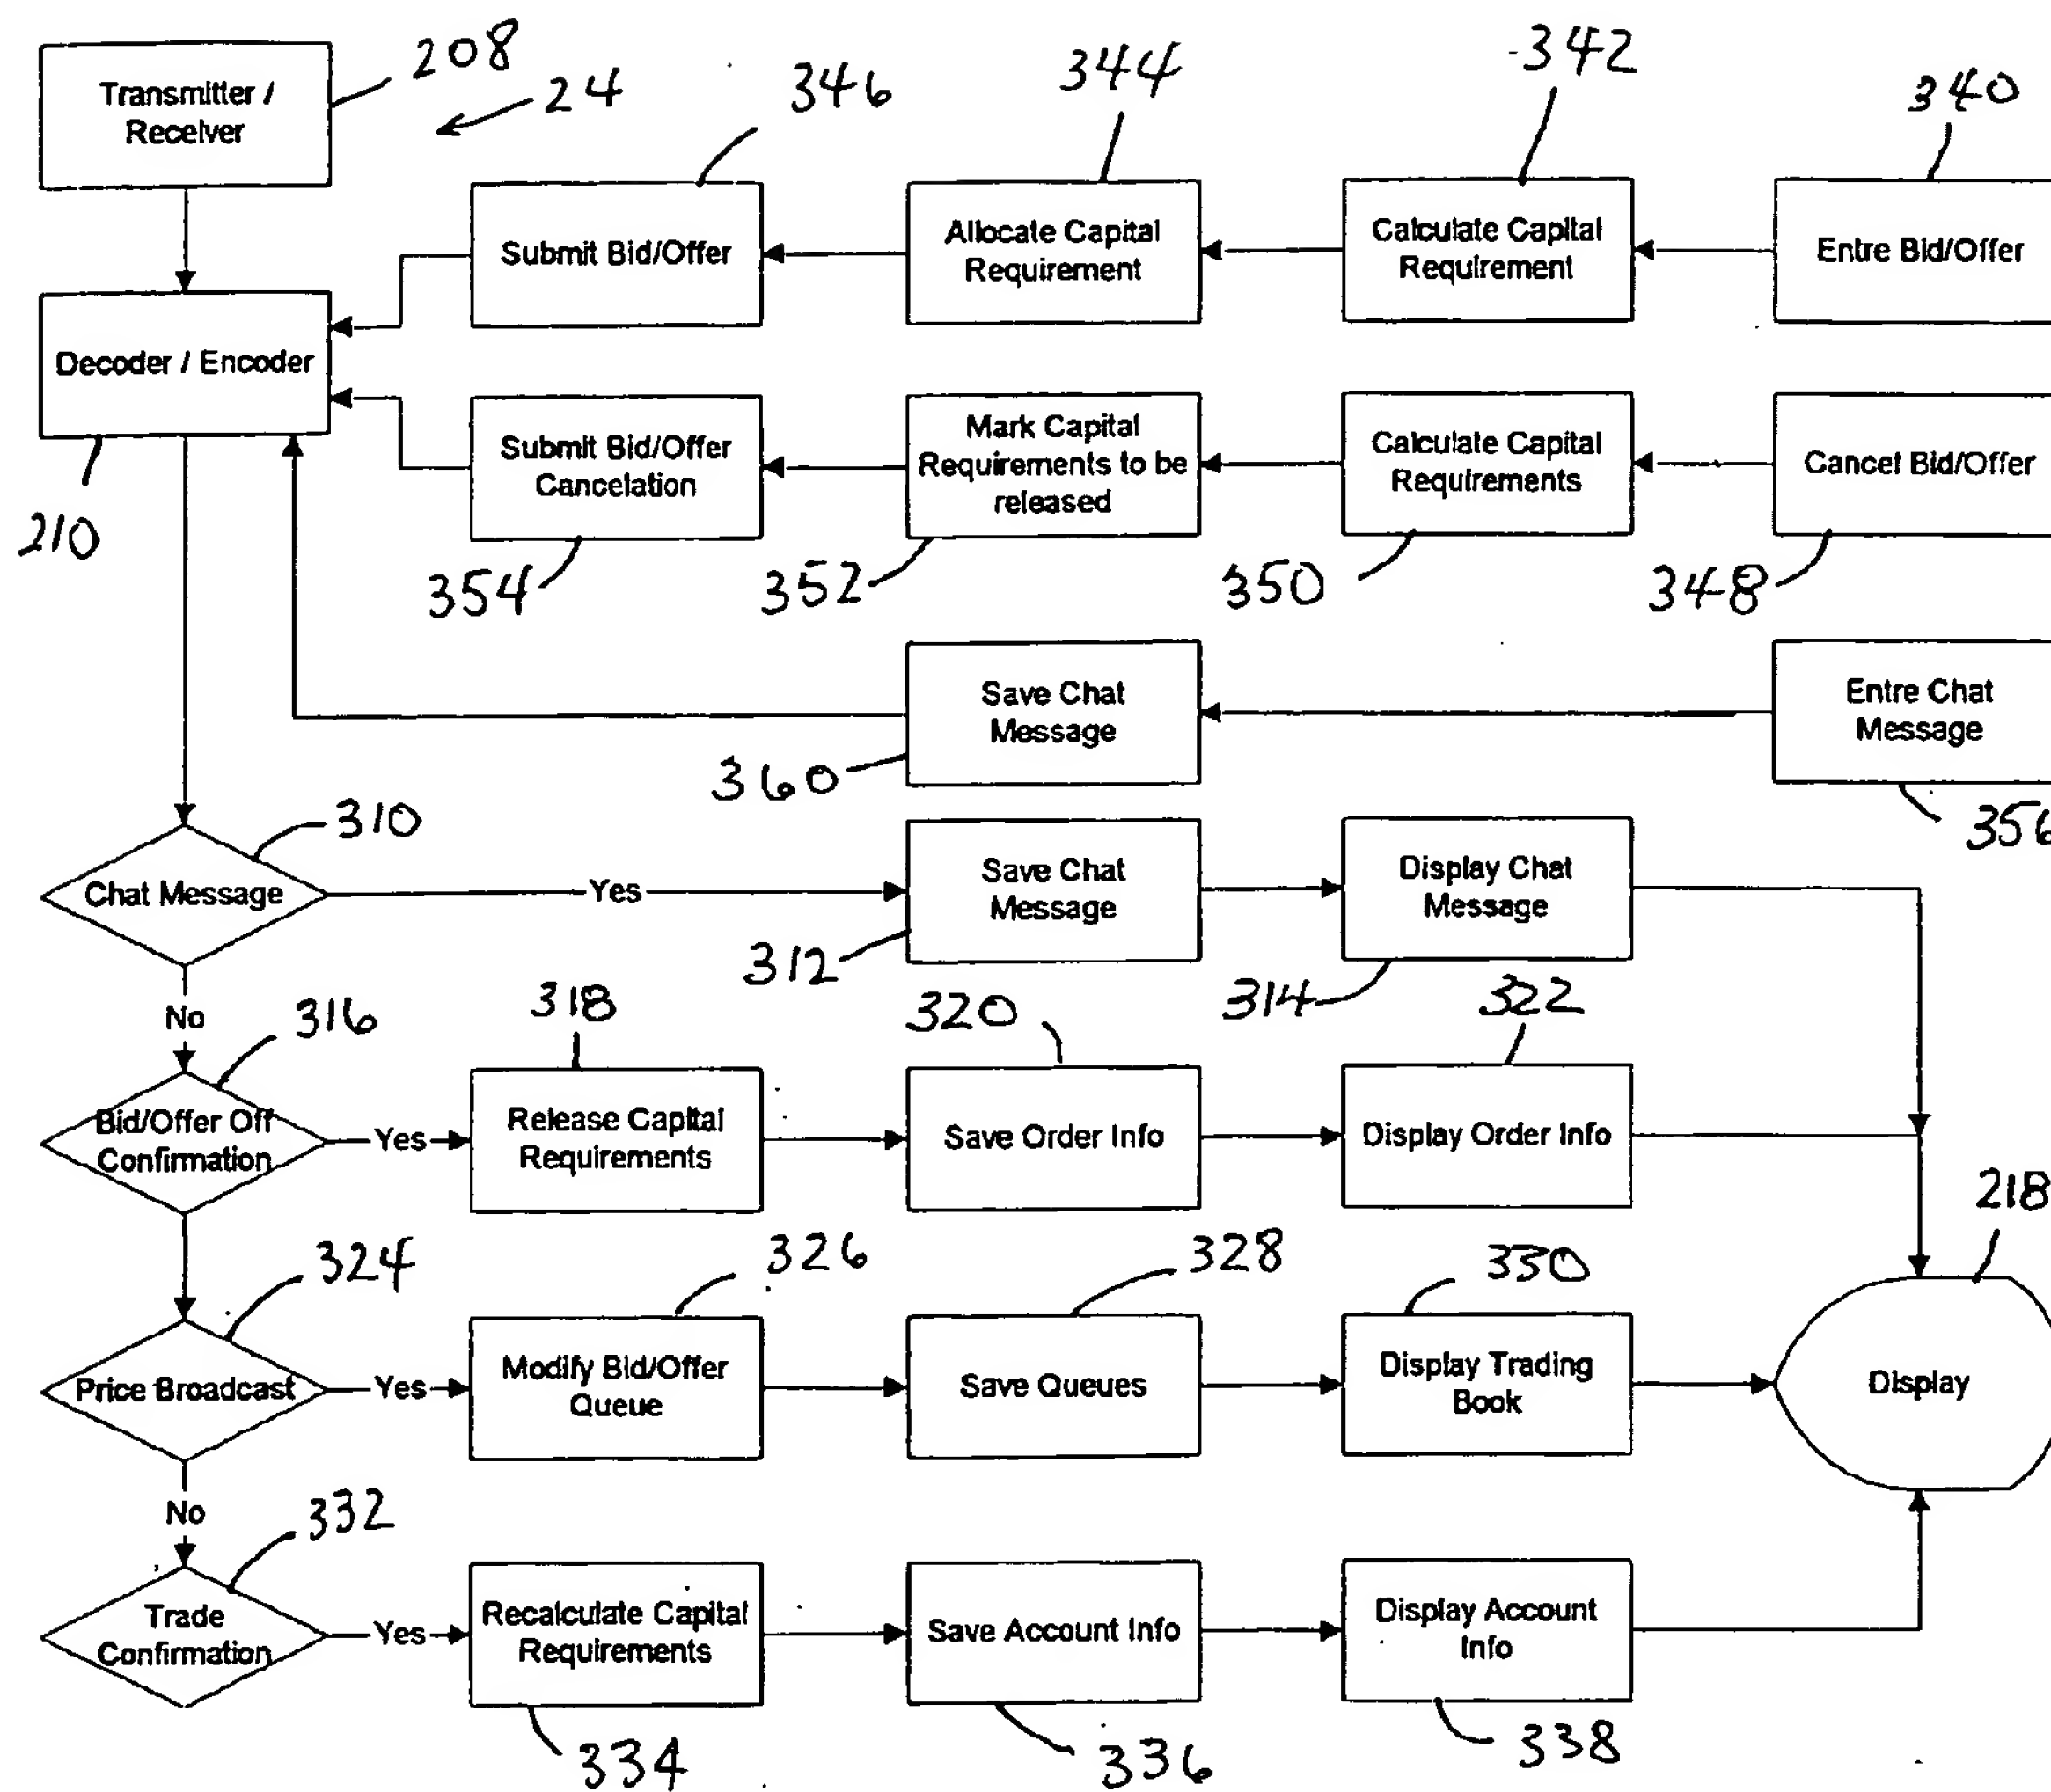 208
24
346
344
342
340
Transmitter /
Receiver
Submit Bid/Offer
Allocate Capital
Requirement
Calculate Capital
Requirement
Entre Bid/Offer
Decoder / Encoder
Submit Bid/Offer
Cancelation
Mark Capital
Requirements to be
released
Calculate Capital
Requirements
Cancel Bid/Offer
210
354
352
350
348
Save Chat
Message
Entre Chat
Message
360
356
310
Chat Message
Yes
Save Chat
Message
Display Chat
Message
312
314
No
316
318
320
322
Bid/Offer Off
Confirmation
Yes
Release Capital
Requirements
Save Order Info
Display Order Info
218
324
326
328
330
Price Broadcast
Yes
Modify Bid/Offer
Queue
Save Queues
Display Trading
Book
Display
No
332
Trade
Confirmation
Yes
Recalculate Capital
Requirements
Save Account Info
Display Account
Info
334
336
338